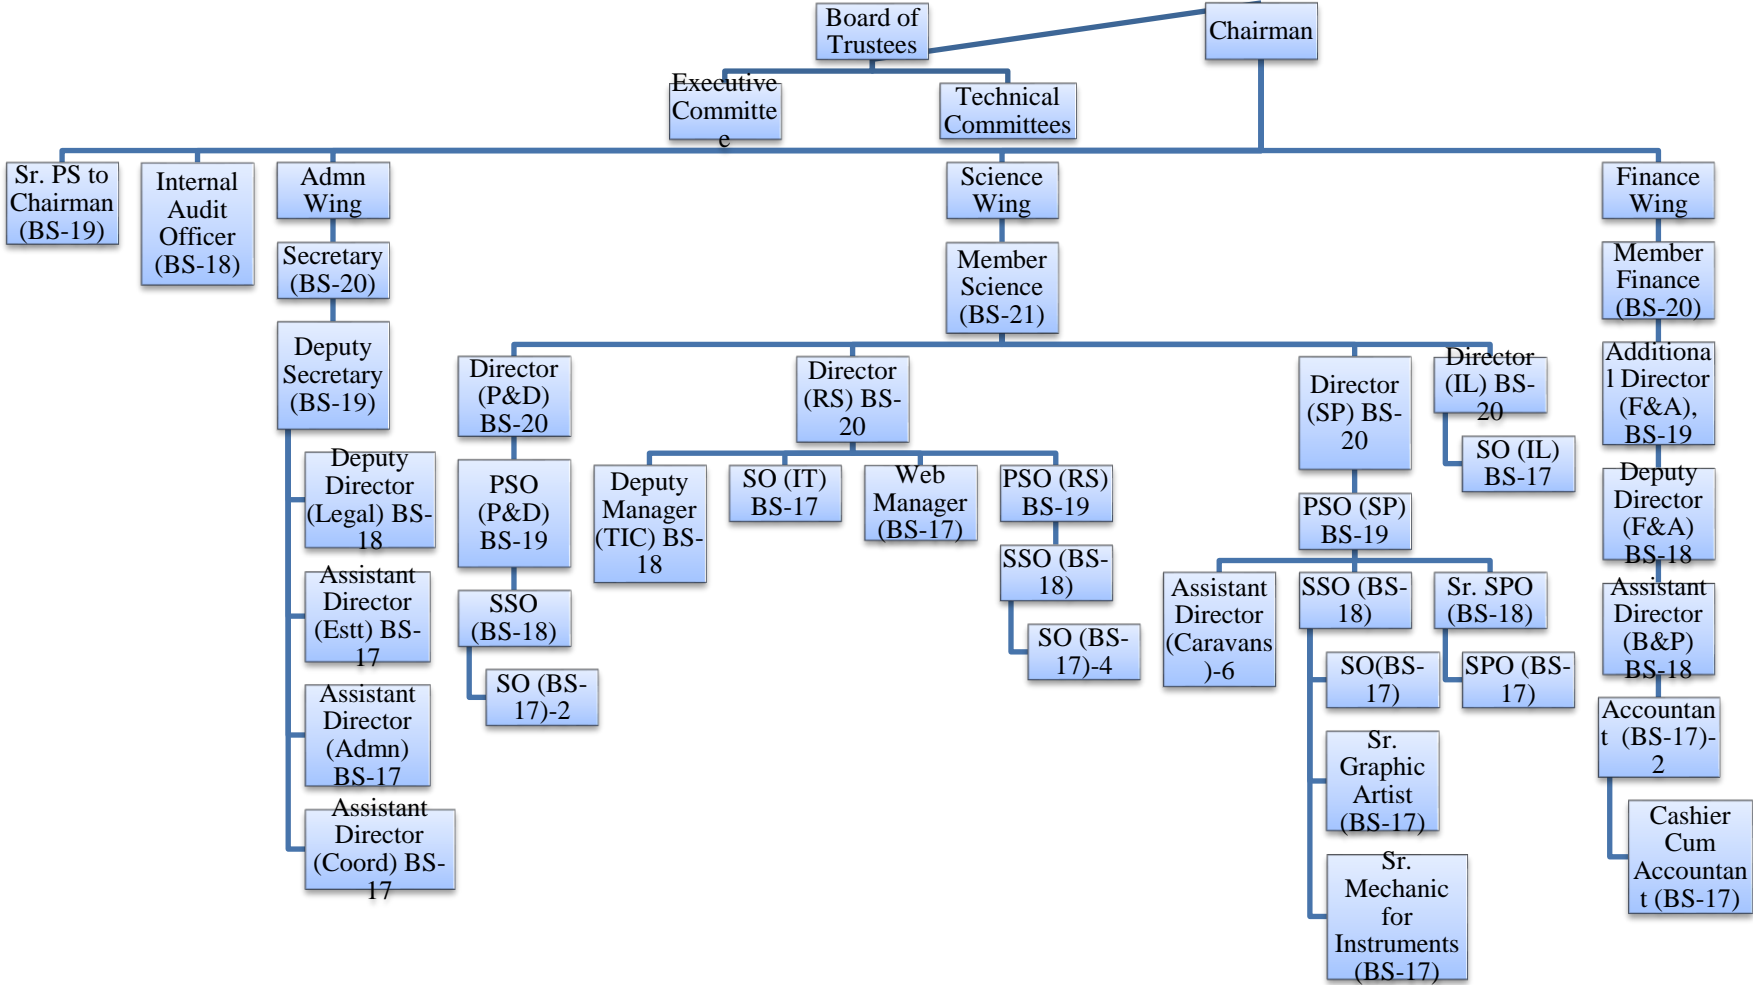 Board of
Trustees
Chairman
Executive
Committe
e
Technical
Committees
Sr. PS to
Chairman
(BS-19)
Internal
Audit
Officer
(BS-18)
Admn
Wing
Science
Wing
Finance
Wing
Secretary
(BS-20)
Member
Science
(BS-21)
Member
Finance
(BS-20)
Deputy
Secretary
(BS-19)
Director
(P&D)
BS-20
Director
(RS) BS-
20
Director
(SP) BS-
20
Director
(IL) BS-
20
Additiona
l Director
(F&A),
BS-19
SO (IL)
BS-17
Deputy
Director
(Legal) BS-
18
PSO
(P&D)
BS-19
Deputy
Manager
(TIC) BS-
18
SO (IT)
BS-17
Web
Manager
(BS-17)
PSO (RS)
BS-19
PSO (SP)
BS-19
Deputy
Director
(F&A)
BS-18
Assistant
Director
(Estt) BS-
17
SSO
(BS-18)
SSO (BS-
18)
Assistant
Director
(Caravans
)-6
SSO (BS-
18)
Sr. SPO
(BS-18)
Assistant
Director
(B&P)
BS-18
SO (BS-
17)-2
SO (BS-
17)-4
SO(BS-
17)
SPO (BS-
17)
Assistant
Director
(Admn)
BS-17
Sr.
Graphic
Artist
(BS-17)
Accountan
t (BS-17)-
2
Assistant
Director
(Coord) BS-
17
Sr.
Mechanic
for
Instruments
(BS-17)
Cashier
Cum
Accountan
t (BS-17)